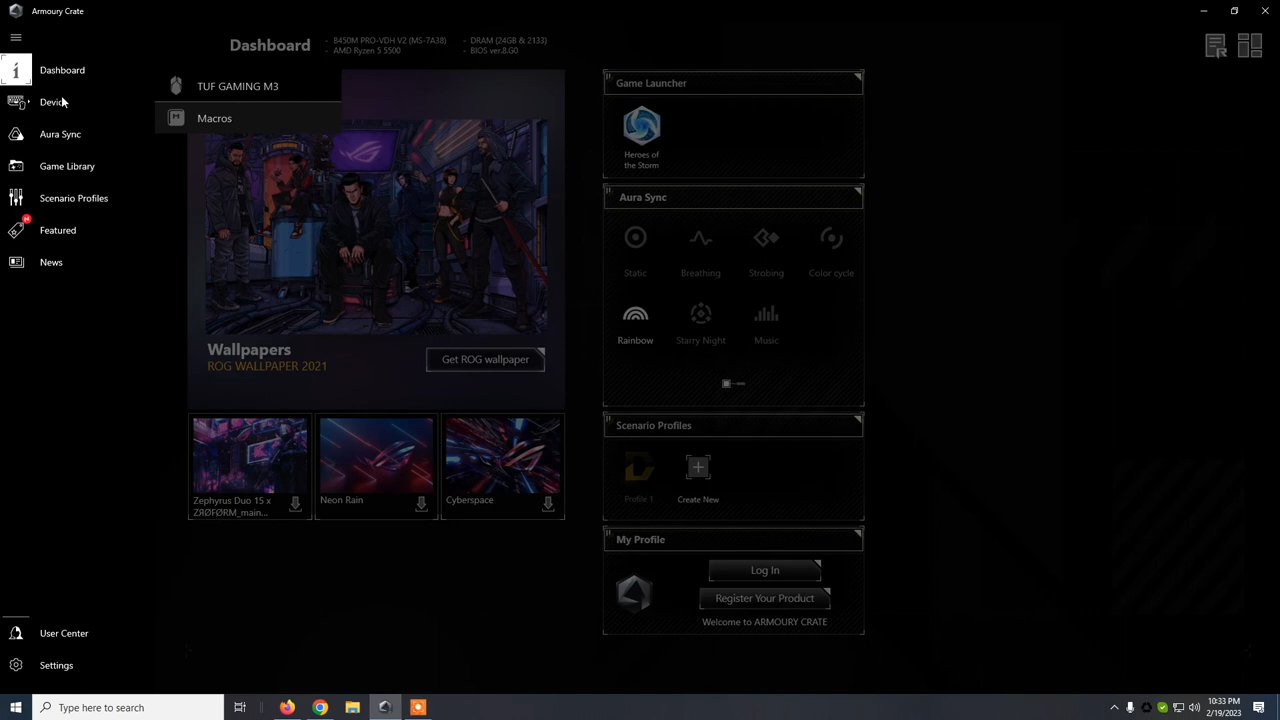 Armoury Crate
Dashboard
- B450M PRO-VDH V2 (MS-7A38)
- AMD Ryzen 5 5500
- DRAM (24GB & 2133)
- BIOS ver.8.G0
Dashboard
Aura Sync
Game Library
Scenario Profiles
Featured
News
User Center
Settings
TUF GAMING M3
Macros
Wallpapers
ROG WALLPAPER 2021
Get ROG wallpaper
Zephyrus Duo 15 x
ZЯØFØRM_main...
Neon Rain
Cyberspace
Game Launcher
Heroes of
the Storm
Aura Sync
Static
Breathing
Strobing
Color cycle
Rainbow
Starry Night
Music
Scenario Profiles
Profile 1
Create New
My Profile
Log In
Register Your Product
Welcome to ARMOURY CRATE
Type here to search
10:33 PM
2/19/2023